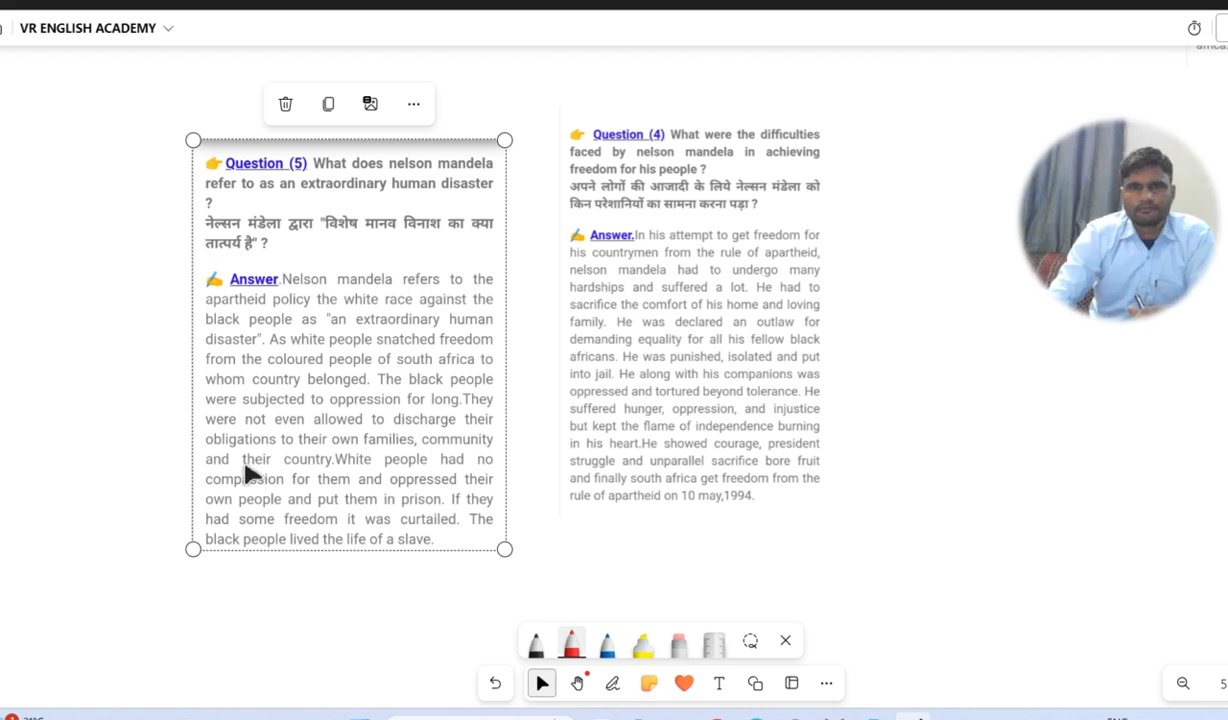 VR ENGLISH ACADEMY
👉 Question (5) What does nelson mandela
refer to as an extraordinary human disaster
?
नेल्सन मंडेला द्वारा "विशेष मानव विनाश का क्या
तात्पर्य है" ?
✍️ Answer.Nelson mandela refers to the
apartheid policy the white race against the
black people as "an extraordinary human
disaster". As white people snatched freedom
from the coloured people of south africa to
whom country belonged. The black people
were subjected to oppression for long.They
were not even allowed to discharge their
obligations to their own families, community
and their country.White people had no
compassion for them and oppressed their
own people and put them in prison. If they
had some freedom it was curtailed. The
black people lived the life of a slave.
👉 Question (4) What were the difficulties
faced by nelson mandela in achieving
freedom for his people ?
अपने लोगों की आजादी के लिये नेल्सन मंडेला को
किन परेशानियों का सामना करना पड़ा ?
✍️ Answer.In his attempt to get freedom for
his countrymen from the rule of apartheid,
nelson mandela had to undergo many
hardships and suffered a lot. He had to
sacrifice the comfort of his home and loving
family. He was declared an outlaw for
demanding equality for all his fellow black
africans. He was punished, isolated and put
into jail. He along with his companions was
oppressed and tortured beyond tolerance. He
suffered hunger, oppression, and injustice
but kept the flame of independence burning
in his heart.He showed courage, president
struggle and unparallel sacrifice bore fruit
and finally south africa get freedom from the
rule of apartheid on 10 may,1994.
T
5